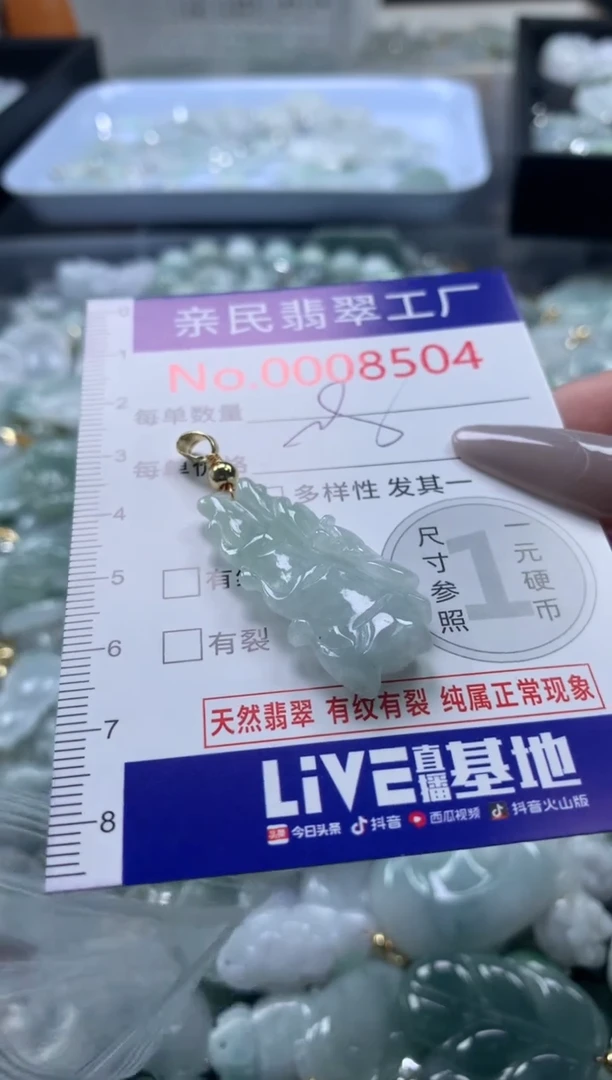 亲民翡翠工厂
No.0008504
每单数量
每单价格
多样性 发其一
有纹
有裂
尺寸参照
1
一元硬币
天然翡翠 有纹有裂 纯属正常现象
LiVE直播基地
今日头条 抖音 西瓜视频 抖音火山版
0
1
2
3
4
5
6
7
8